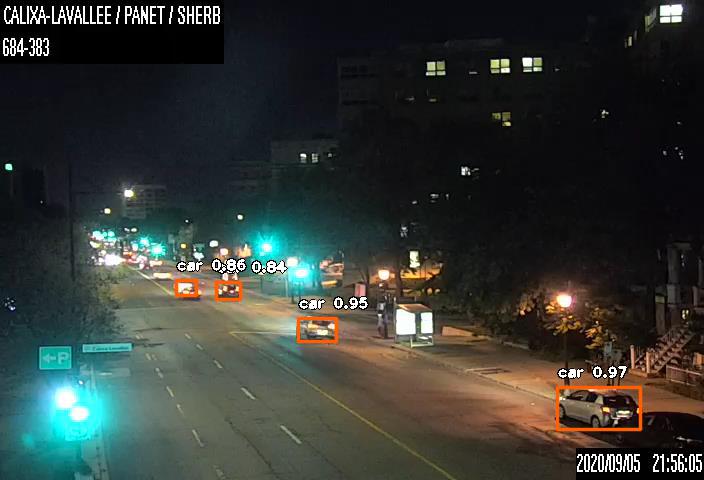 CALIXA-LAVALLEE / PANET / SHERB
684-383
car 0.86
0.84
car 0.95
car 0.97
P
Calixa-Lavallée
2020/09/05 21:56:05